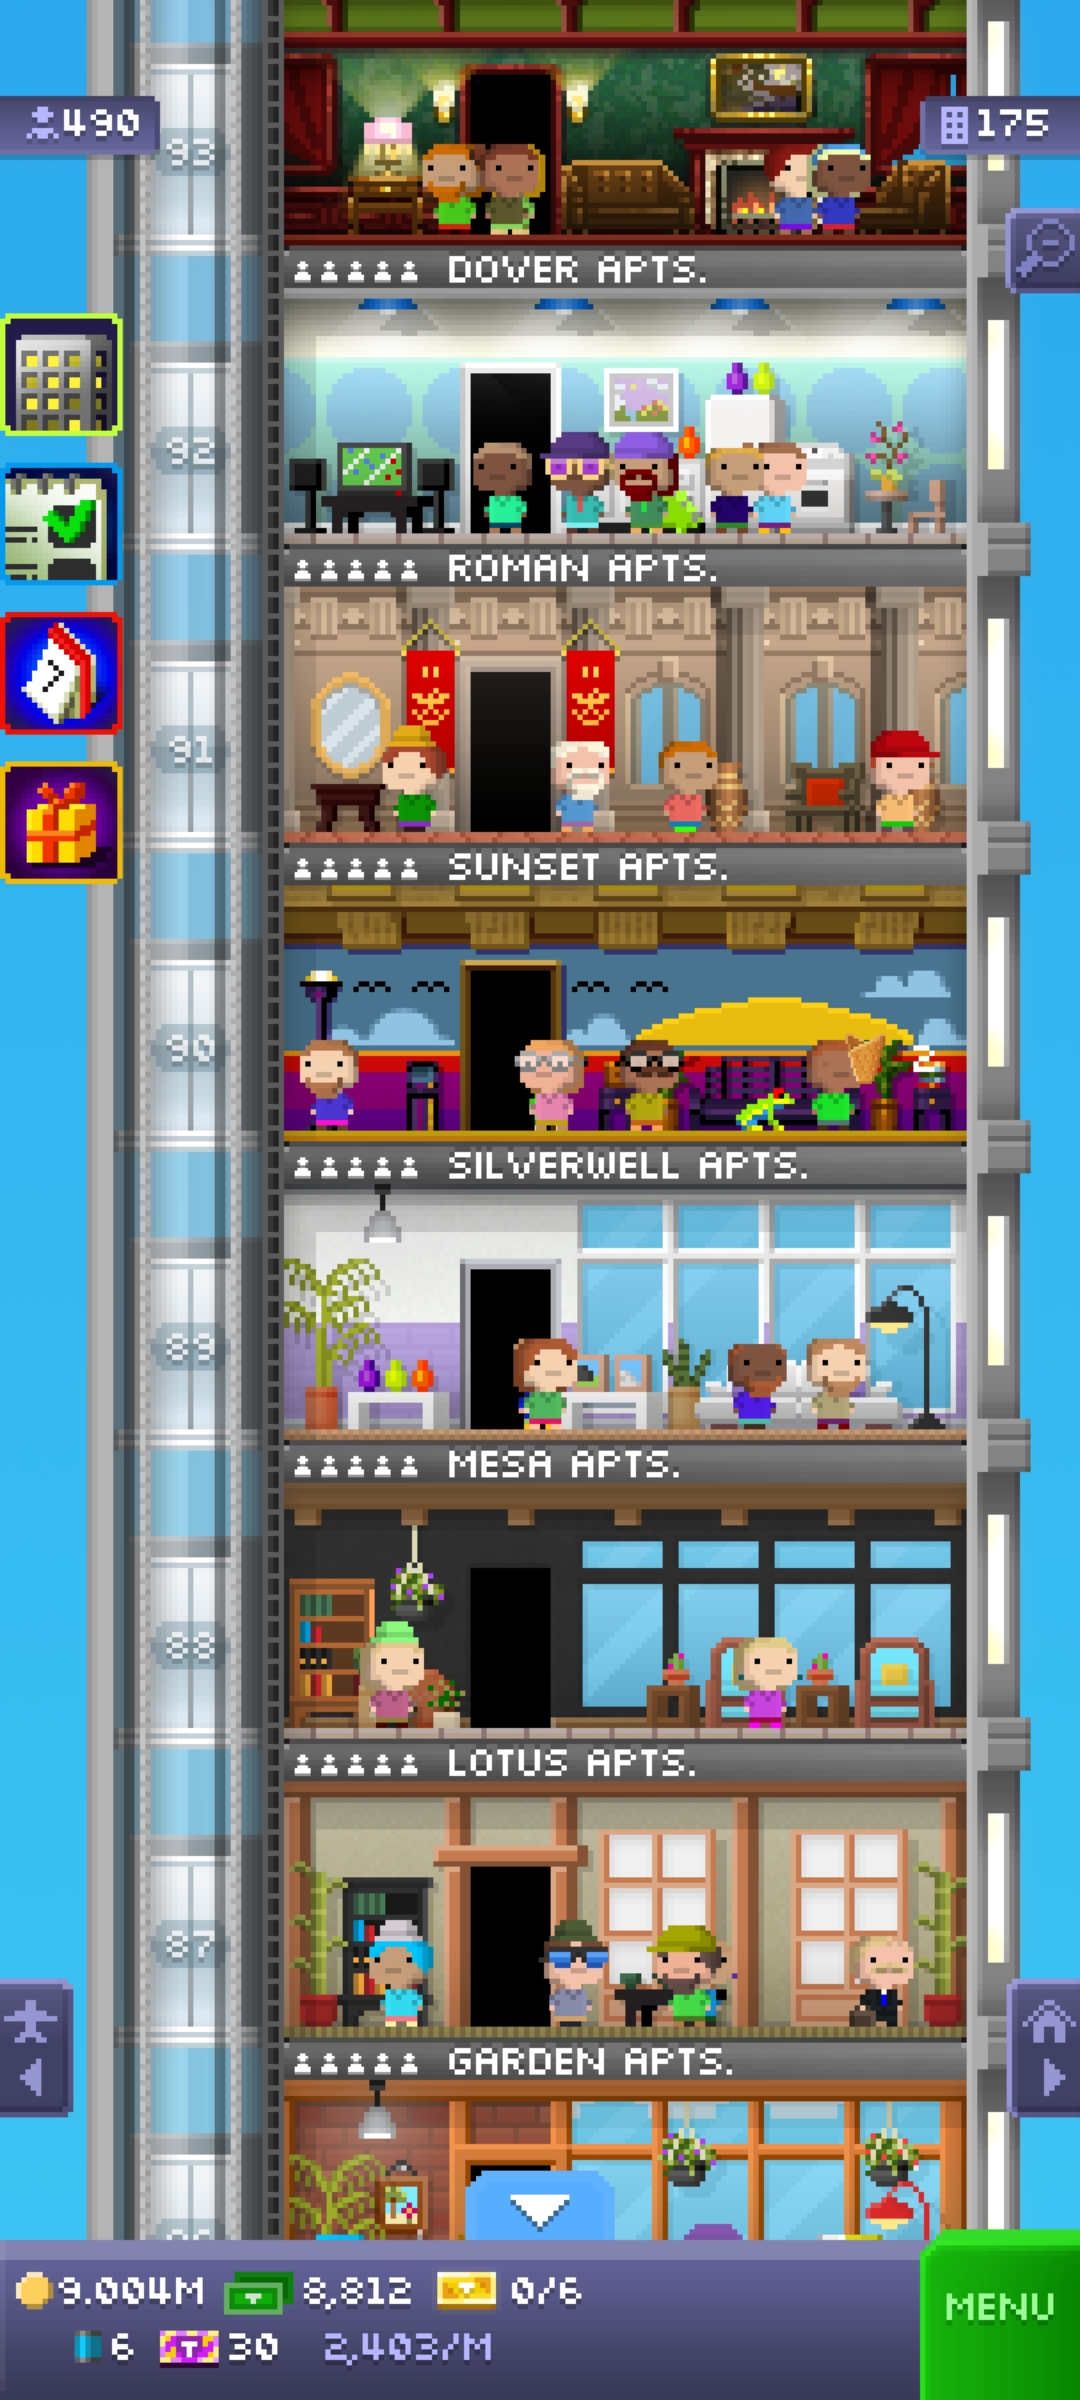 490
175
93
DOVER APTS.
92
ROMAN APTS.
91
SUNSET APTS.
90
SILVERWELL APTS.
89
MESA APTS.
88
LOTUS APTS.
87
GARDEN APTS.
9.004M 8,812 0/6
6 T 30 2,403/M
MENU